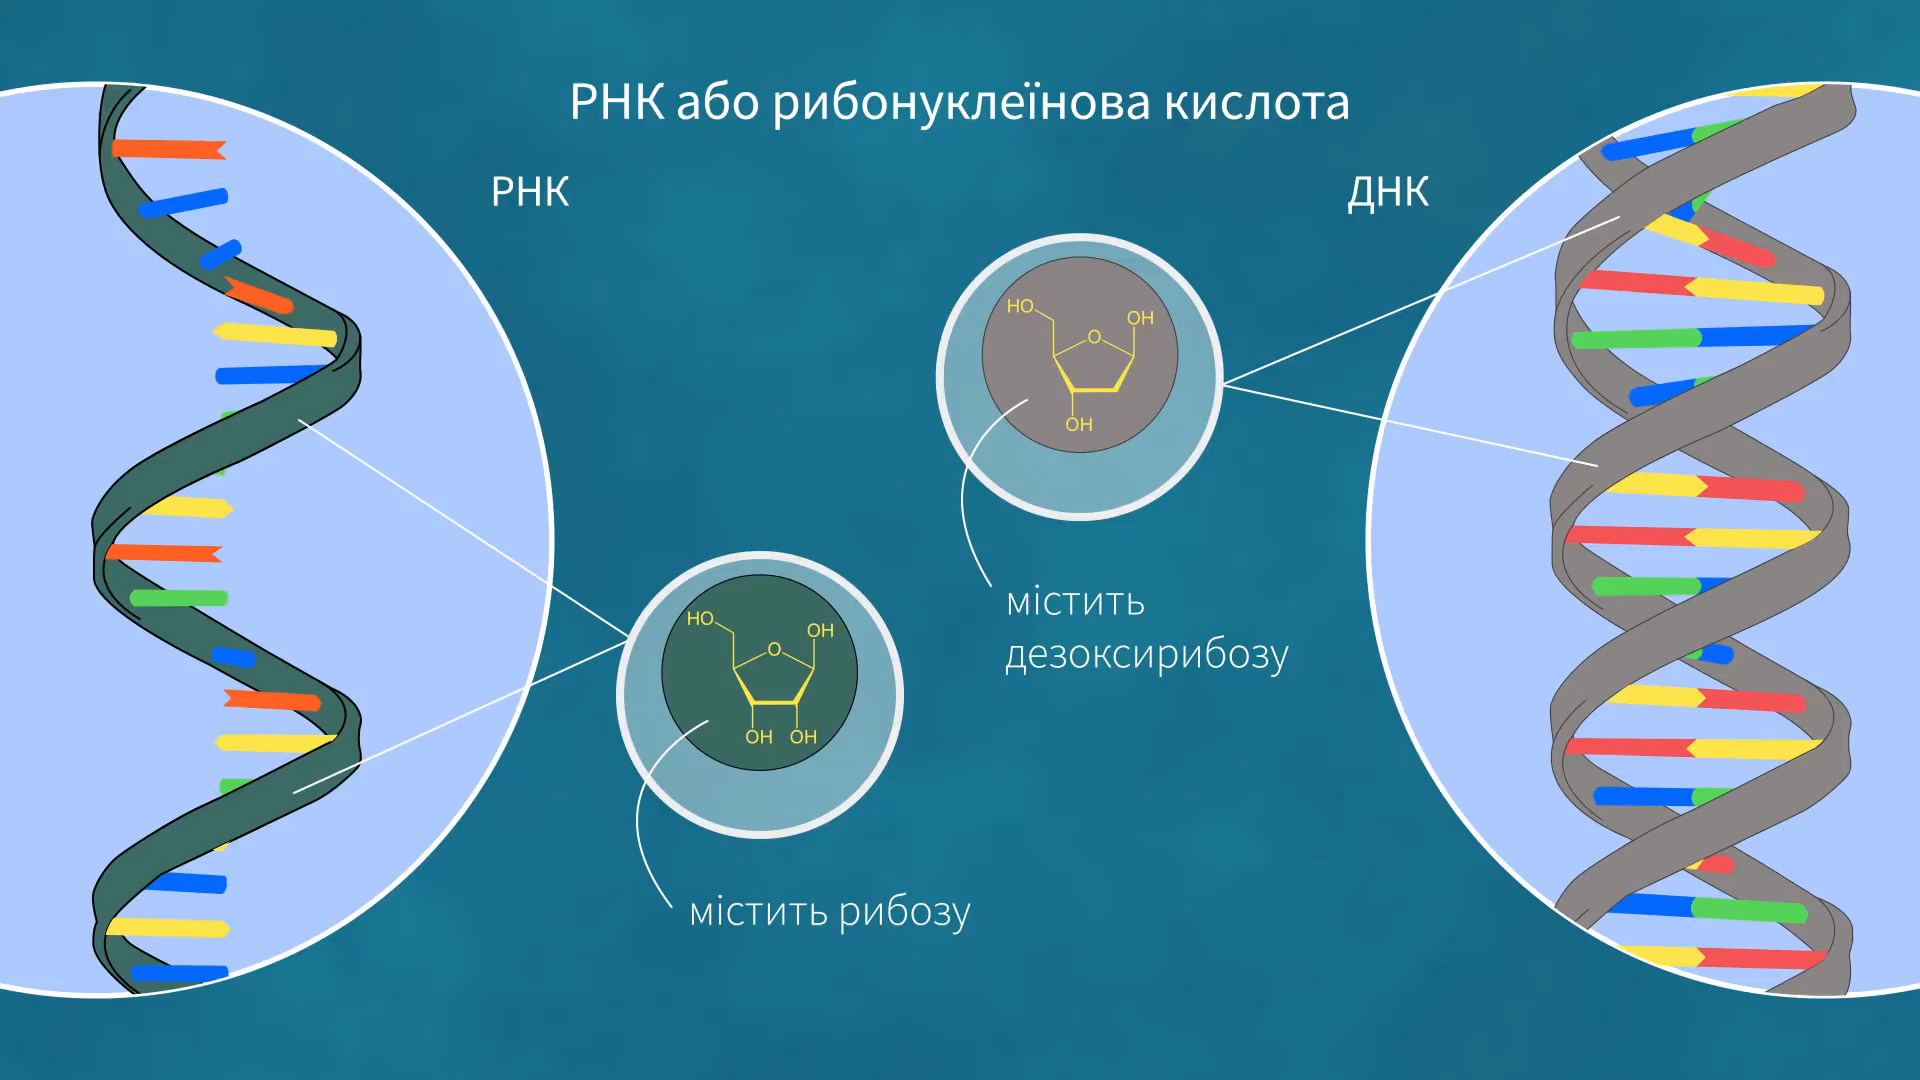 РНК або рибонуклеїнова кислота
РНК
ДНК
HO
OH
O
OH
містить
дезоксирибозу
HO
OH
O
OH OH
містить рибозу